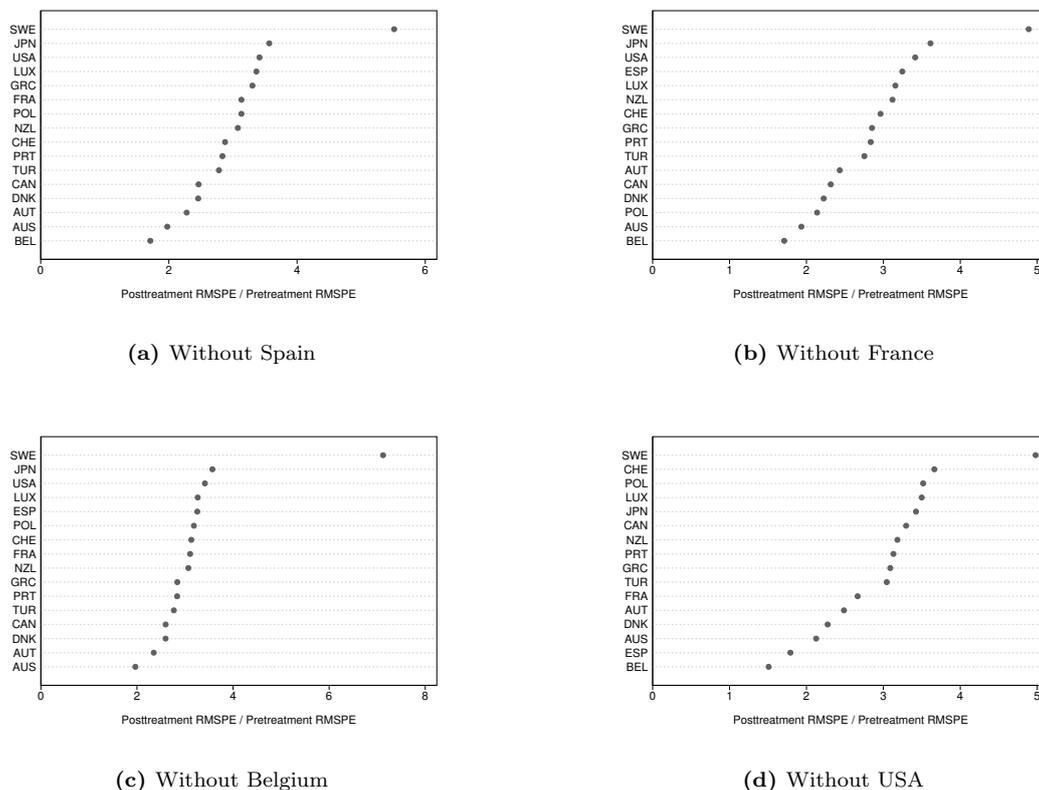 SWE
JPN
USA
LUX
GRC
FRA
POL
NZL
CHE
PRT
TUR
CAN
DNK
AUT
AUS
BEL
0 2 4 6
Posttreatment RMSPE / Pretreatment RMSPE
(a) Without Spain
SWE
JPN
USA
ESP
LUX
NZL
CHE
GRC
PRT
TUR
AUT
CAN
DNK
POL
AUS
BEL
0 1 2 3 4 5
Posttreatment RMSPE / Pretreatment RMSPE
(b) Without France
SWE
JPN
USA
LUX
ESP
POL
CHE
FRA
NZL
GRC
PRT
TUR
CAN
DNK
AUT
AUS
0 2 4 6 8
Posttreatment RMSPE / Pretreatment RMSPE
(c) Without Belgium
SWE
CHE
POL
LUX
JPN
CAN
NZL
PRT
GRC
TUR
FRA
AUT
DNK
AUS
ESP
BEL
0 1 2 3 4 5
Posttreatment RMSPE / Pretreatment RMSPE
(d) Without USA